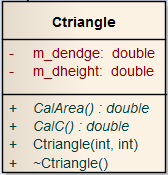 Ctriangle
- m_dendge: double
- m_dheight: double
+ CalArea() : double
+ CalC() : double
+ Ctriangle(int, int)
+ ~Ctriangle()